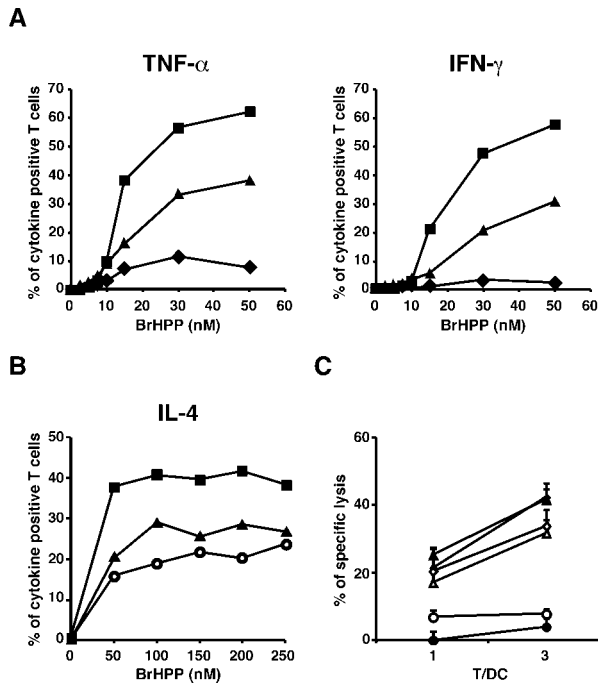 A
TNF-α
IFN-γ
% of cytokine positive T cells
70
60
50
40
30
20
10
0
0 10 20 30 40 50 60
BrHPP (nM)
% of cytokine positive T cells
70
60
50
40
30
20
10
0
0 10 20 30 40 50 60
BrHPP (nM)
B
C
IL-4
% of cytokine positive T cells
50
40
30
20
10
0
0 50 100 150 200 250
BrHPP (nM)
% of specific lysis
60
40
20
0
1 3
T/DC